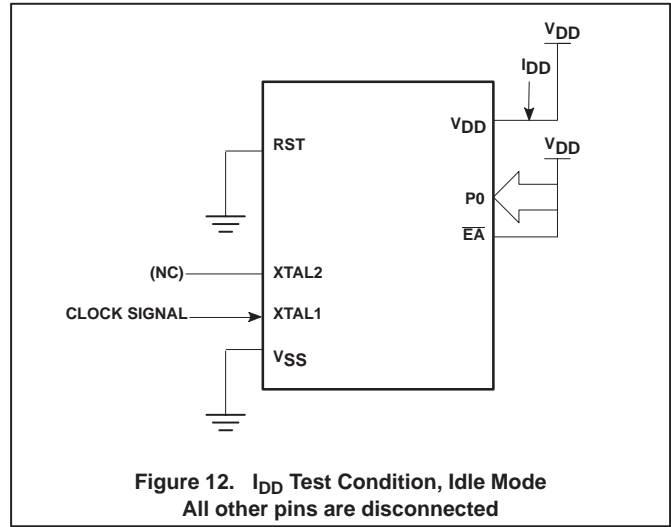 VDD
IDD
VDD
RST
VDD
P0
EA
(NC)
XTAL2
CLOCK SIGNAL
XTAL1
VSS
Figure 12. IDD Test Condition, Idle Mode
All other pins are disconnected